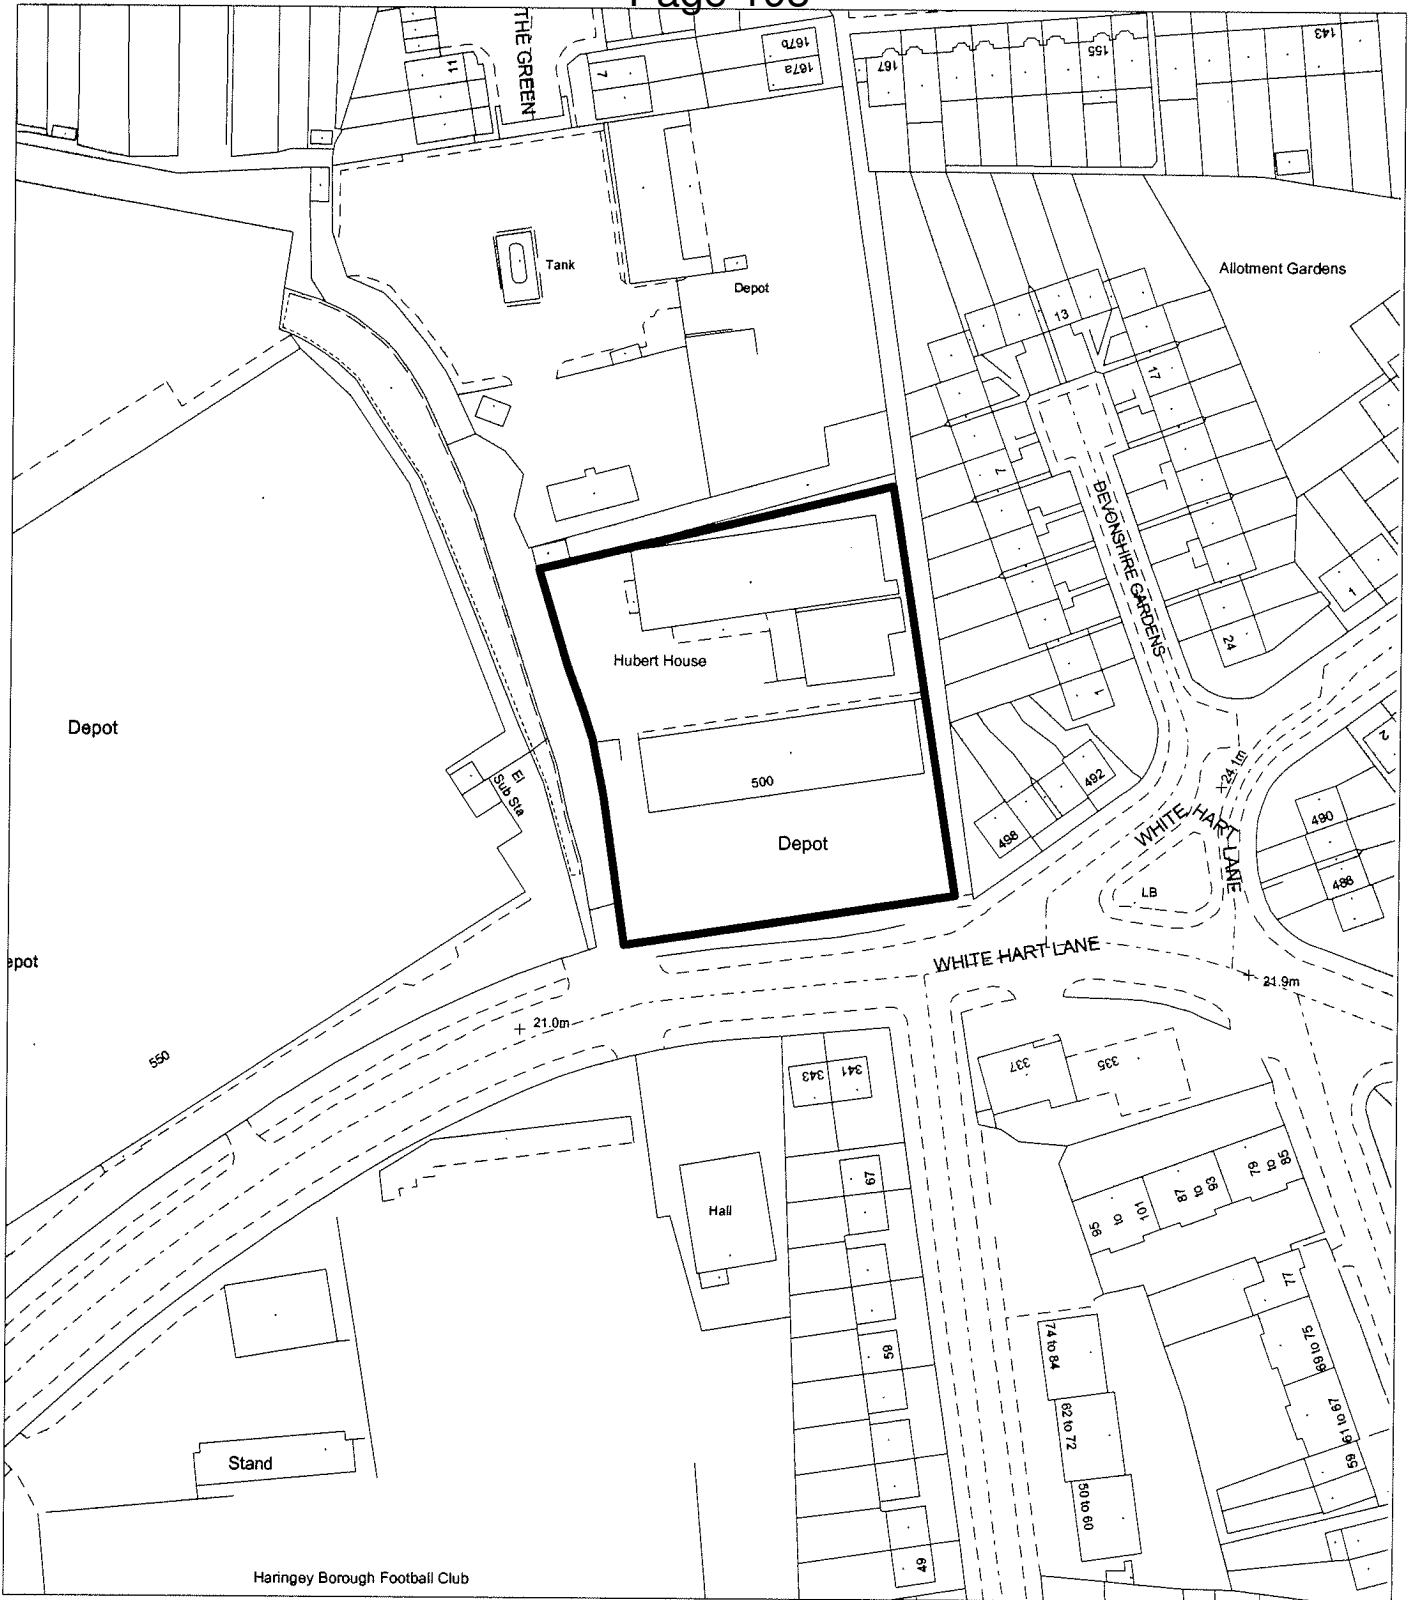 THE GREEN
11
7
167b
167a
167
155
143
Tank
Depot
Allotment Gardens
13
17
7
DEVONSHIRE GARDENS
1
24
1
Hubert House
Depot
El
Sub Sta
500
Depot
498
492
24.1m
2
WHITE HART LANE
LB
490
488
WHITE HART LANE
epot
21.0m
21.9m
550
343
341
337
335
67
Hall
85
to
79
93
to
87
101
to
95
77
59
74 to 84
69 to 75
62 to 72
61 to 67
59
50 to 60
Stand
49
Haringey Borough Football Club